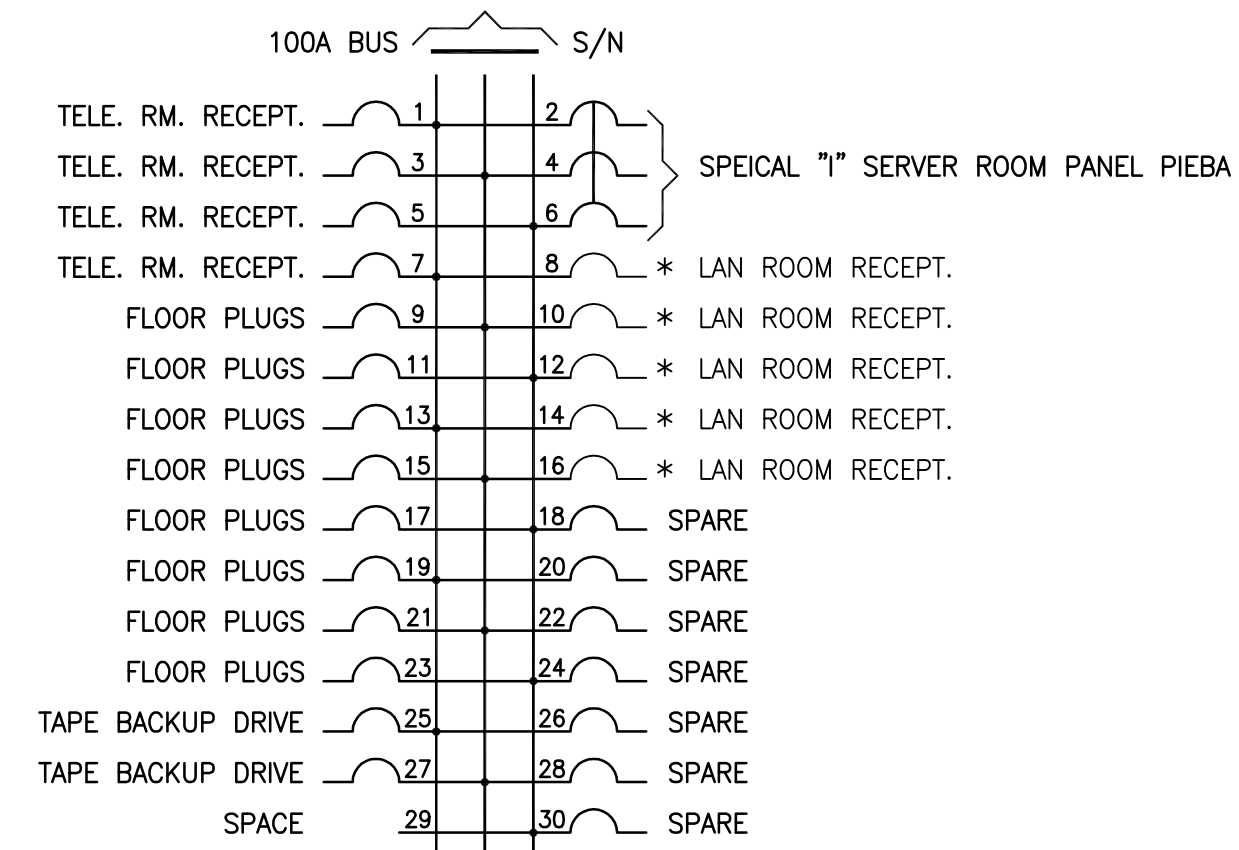 100A BUS S/N
TELE. RM. RECEPT. 1 2
TELE. RM. RECEPT. 3 4 SPEICAL "I" SERVER ROOM PANEL PIEBA
TELE. RM. RECEPT. 5 6
TELE. RM. RECEPT. 7 8 * LAN ROOM RECEPT.
FLOOR PLUGS 9 10 * LAN ROOM RECEPT.
FLOOR PLUGS 11 12 * LAN ROOM RECEPT.
FLOOR PLUGS 13 14 * LAN ROOM RECEPT.
FLOOR PLUGS 15 16 * LAN ROOM RECEPT.
FLOOR PLUGS 17 18 SPARE
FLOOR PLUGS 19 20 SPARE
FLOOR PLUGS 21 22 SPARE
FLOOR PLUGS 23 24 SPARE
TAPE BACKUP DRIVE 25 26 SPARE
TAPE BACKUP DRIVE 27 28 SPARE
SPACE 29 30 SPARE